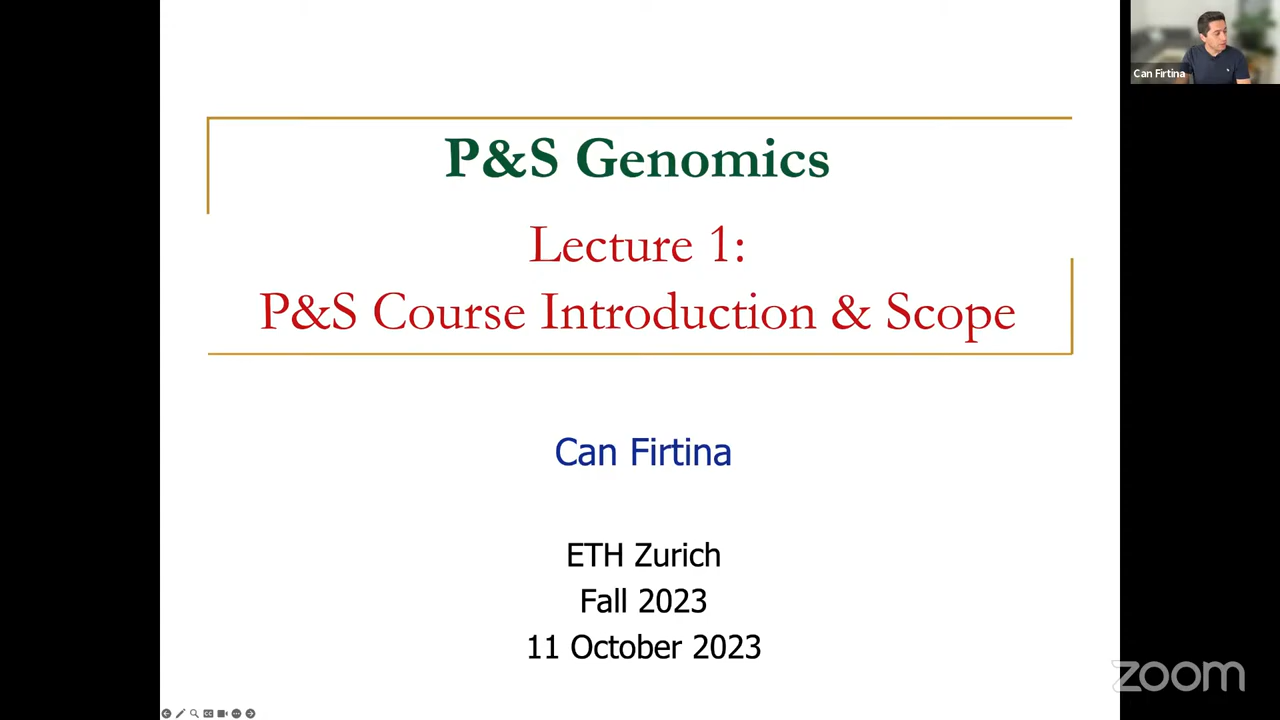 Can Firtina
P&S Genomics
Lecture 1:
P&S Course Introduction & Scope
Can Firtina
ETH Zurich
Fall 2023
11 October 2023
zoom